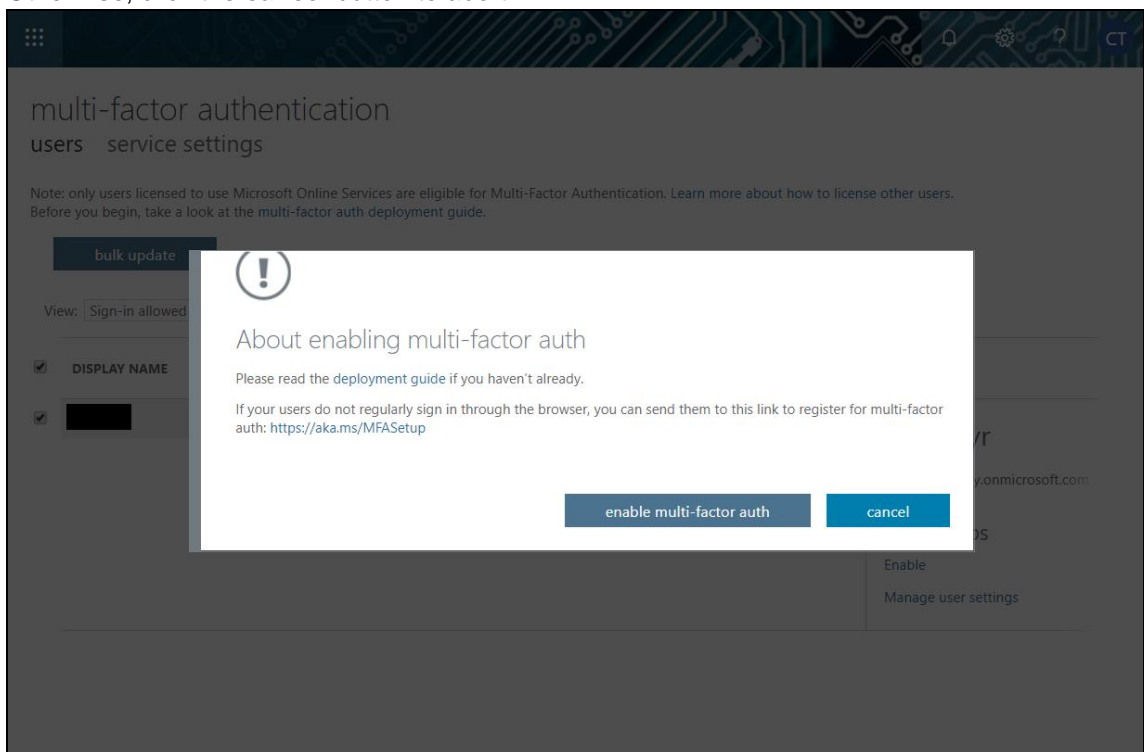 CT
multi-factor authentication
users service settings
Note: only users licensed to use Microsoft Online Services are eligible for Multi-Factor Authentication. Learn more about how to license other users.
Before you begin, take a look at the multi-factor auth deployment guide.
bulk update
View: Sign-in allowed
DISPLAY NAME
About enabling multi-factor auth
Please read the deployment guide if you haven't already.
If your users do not regularly sign in through the browser, you can send them to this link to register for multi-factor
auth: https://aka.ms/MFASetup
yr
y.onmicrosoft.com
enable multi-factor auth cancel
Enable
Manage user settings